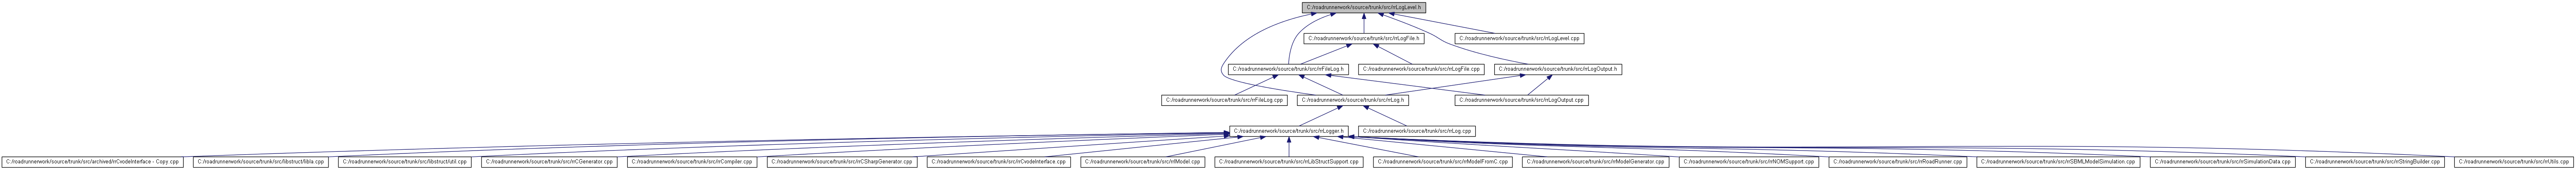 C:/roadrunnerwork/source/trunk/src/rrLogLevel.h
C:/roadrunnerwork/source/trunk/src/rrLogFile.h
C:/roadrunnerwork/source/trunk/src/rrLogLevel.cpp
C:/roadrunnerwork/source/trunk/src/rrFileLog.h
C:/roadrunnerwork/source/trunk/src/rrLogFile.cpp
C:/roadrunnerwork/source/trunk/src/rrLogOutput.h
C:/roadrunnerwork/source/trunk/src/rrFileLog.cpp
C:/roadrunnerwork/source/trunk/src/rrLog.h
C:/roadrunnerwork/source/trunk/src/rrLogOutput.cpp
C:/roadrunnerwork/source/trunk/src/rrLogger.h
C:/roadrunnerwork/source/trunk/src/rrLog.cpp
C:/roadrunnerwork/source/trunk/src/archived/rrCvodeInterface - Copy.cpp
C:/roadrunnerwork/source/trunk/src/libstruct/libla.cpp
C:/roadrunnerwork/source/trunk/src/libstruct/util.cpp
C:/roadrunnerwork/source/trunk/src/rrCGenerator.cpp
C:/roadrunnerwork/source/trunk/src/rrCompiler.cpp
C:/roadrunnerwork/source/trunk/src/rrCSharpGenerator.cpp
C:/roadrunnerwork/source/trunk/src/rrCvodeInterface.cpp
C:/roadrunnerwork/source/trunk/src/rrIModel.cpp
C:/roadrunnerwork/source/trunk/src/rrLibStructSupport.cpp
C:/roadrunnerwork/source/trunk/src/rrModelFromC.cpp
C:/roadrunnerwork/source/trunk/src/rrModelGenerator.cpp
C:/roadrunnerwork/source/trunk/src/rrNOMSupport.cpp
C:/roadrunnerwork/source/trunk/src/rrRoadRunner.cpp
C:/roadrunnerwork/source/trunk/src/rrSBMLModelSimulation.cpp
C:/roadrunnerwork/source/trunk/src/rrSimulationData.cpp
C:/roadrunnerwork/source/trunk/src/rrStringBuilder.cpp
C:/roadrunnerwork/source/trunk/src/rrUtils.cpp